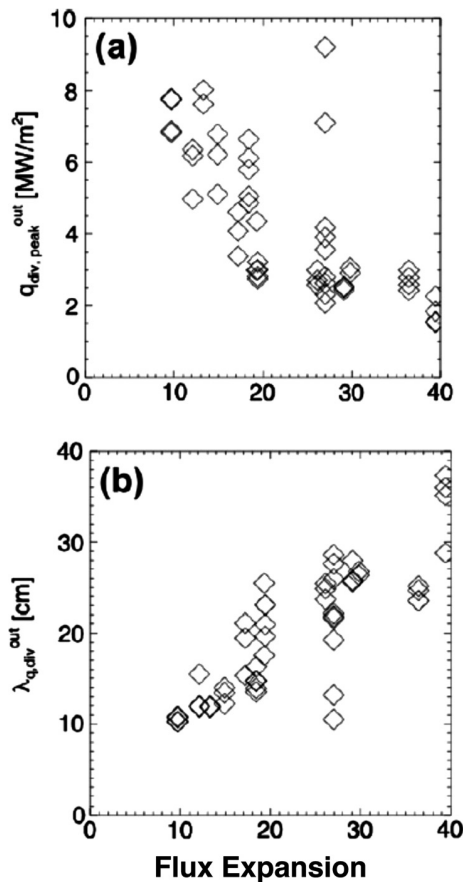 (a)
10
8
6
4
2
0
q_div, peak^out [MW/m²]
0 10 20 30 40
(b)
40
30
20
10
0
λ_q,div^out [cm]
0 10 20 30 40
Flux Expansion